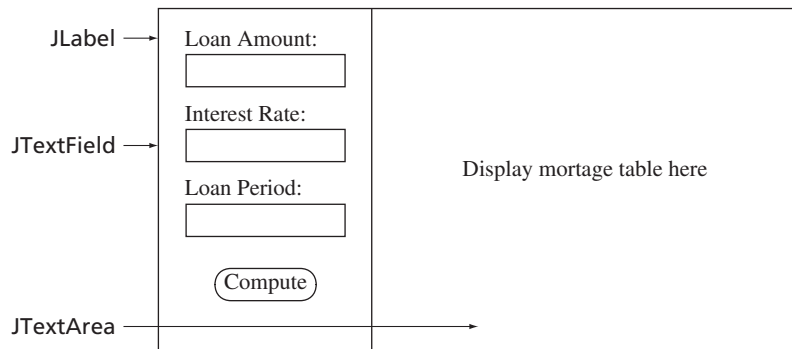 JLabel
Loan Amount:
Interest Rate:
JTextField
Loan Period:
Display mortage table here
Compute
JTextArea